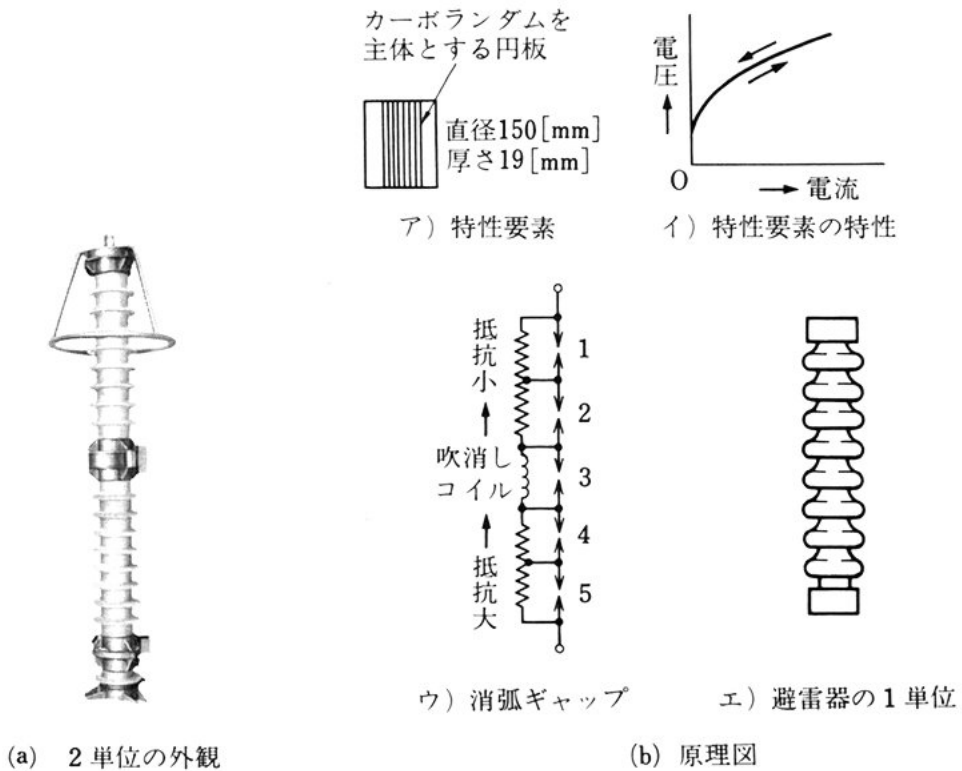 カーボランダムを
主体とする円板
直径150[mm]
厚さ19[mm]
ア）特性要素
電圧
O
電流
イ）特性要素の特性
抵抗小
吹消し
コイル
抵抗大
1
2
3
4
5
ウ）消弧ギャップ
エ）避雷器の1単位
(a) 2単位の外観
(b) 原理図